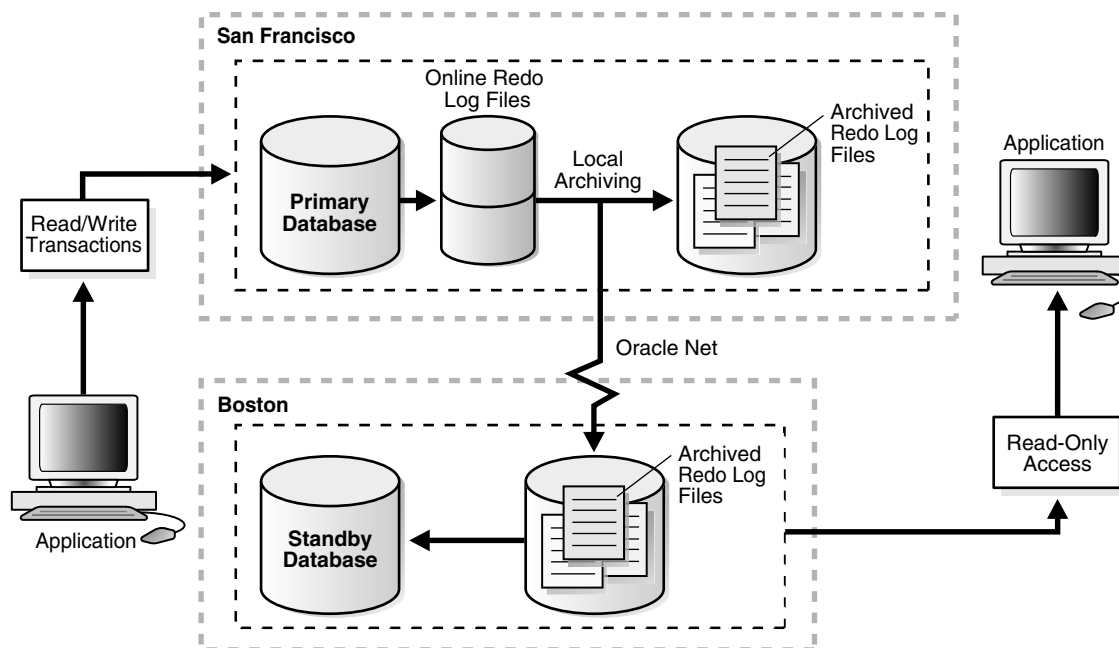 San Francisco
Online Redo
Log Files
Archived
Redo Log
Files
Local
Archiving
Primary
Database
Application
Read/Write
Transactions
Oracle Net
Boston
Archived
Redo Log
Files
Standby
Database
Read-Only
Access
Application